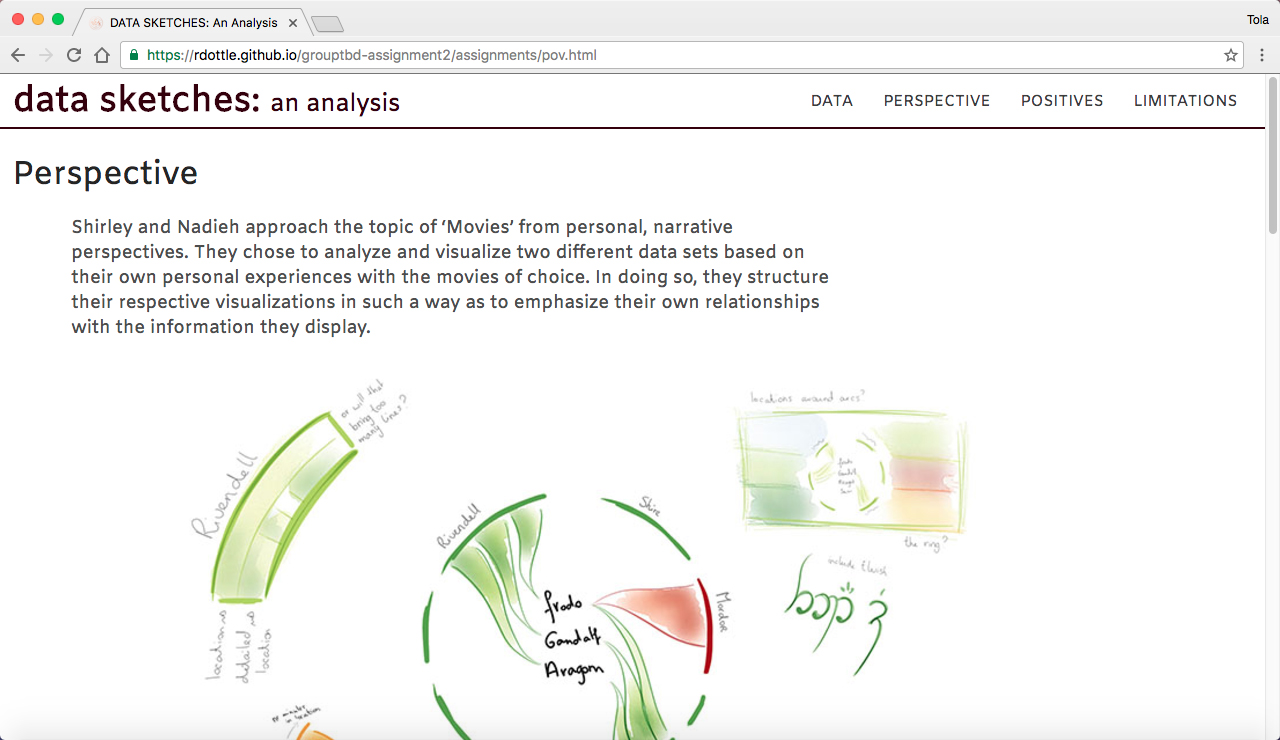 DATA SKETCHES: An Analysis
Tola
https://rdottle.github.io/grouptbd-assignment2/assignments/pov.html
data sketches: an analysis
DATA PERSPECTIVE POSITIVES LIMITATIONS
Perspective
Shirley and Nadieh approach the topic of ‘Movies’ from personal, narrative
perspectives. They chose to analyze and visualize two different data sets based on
their own personal experiences with the movies of choice. In doing so, they structure
their respective visualizations in such a way as to emphasize their own relationships
with the information they display.
or will that
bring too
many lines?
Rivendell
location
detailed
location
Rivendell
Shire
Mordor
frodo
Gandalf
Aragorn
locations around arcs?
the ring?
include Elvish
in location